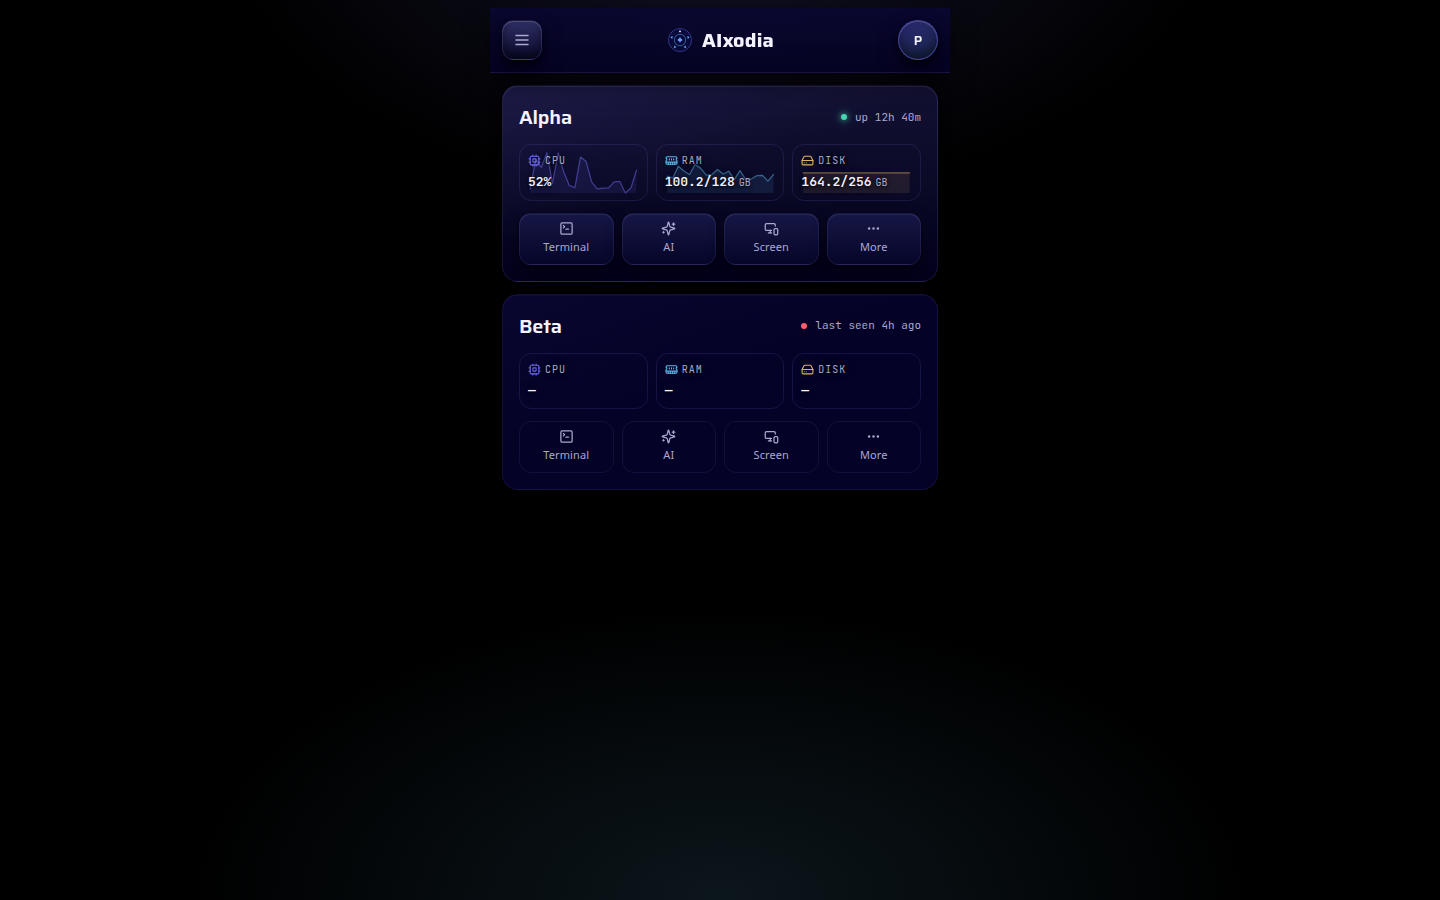 AIxodia
P
Alpha
up 12h 40m
CPU
52%
RAM
100.2/128 GB
DISK
164.2/256 GB
Terminal
AI
Screen
More
Beta
last seen 4h ago
CPU
—
RAM
—
DISK
—
Terminal
AI
Screen
More